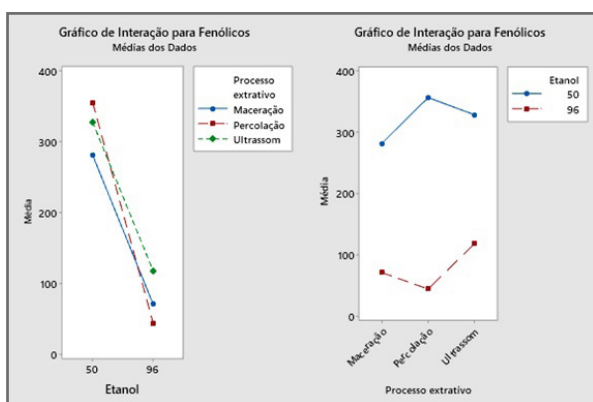 Gráfico de Interação para Fenólicos
Médias dos Dados
400
300
200
100
0
Média
50
96
Etanol
Processo
extrativo
Maceração
Percolação
Ultrassom
Gráfico de Interação para Fenólicos
Médias dos Dados
400
300
200
100
0
Média
Maceração
Percolação
Ultrassom
Processo extrativo
Etanol
50
96